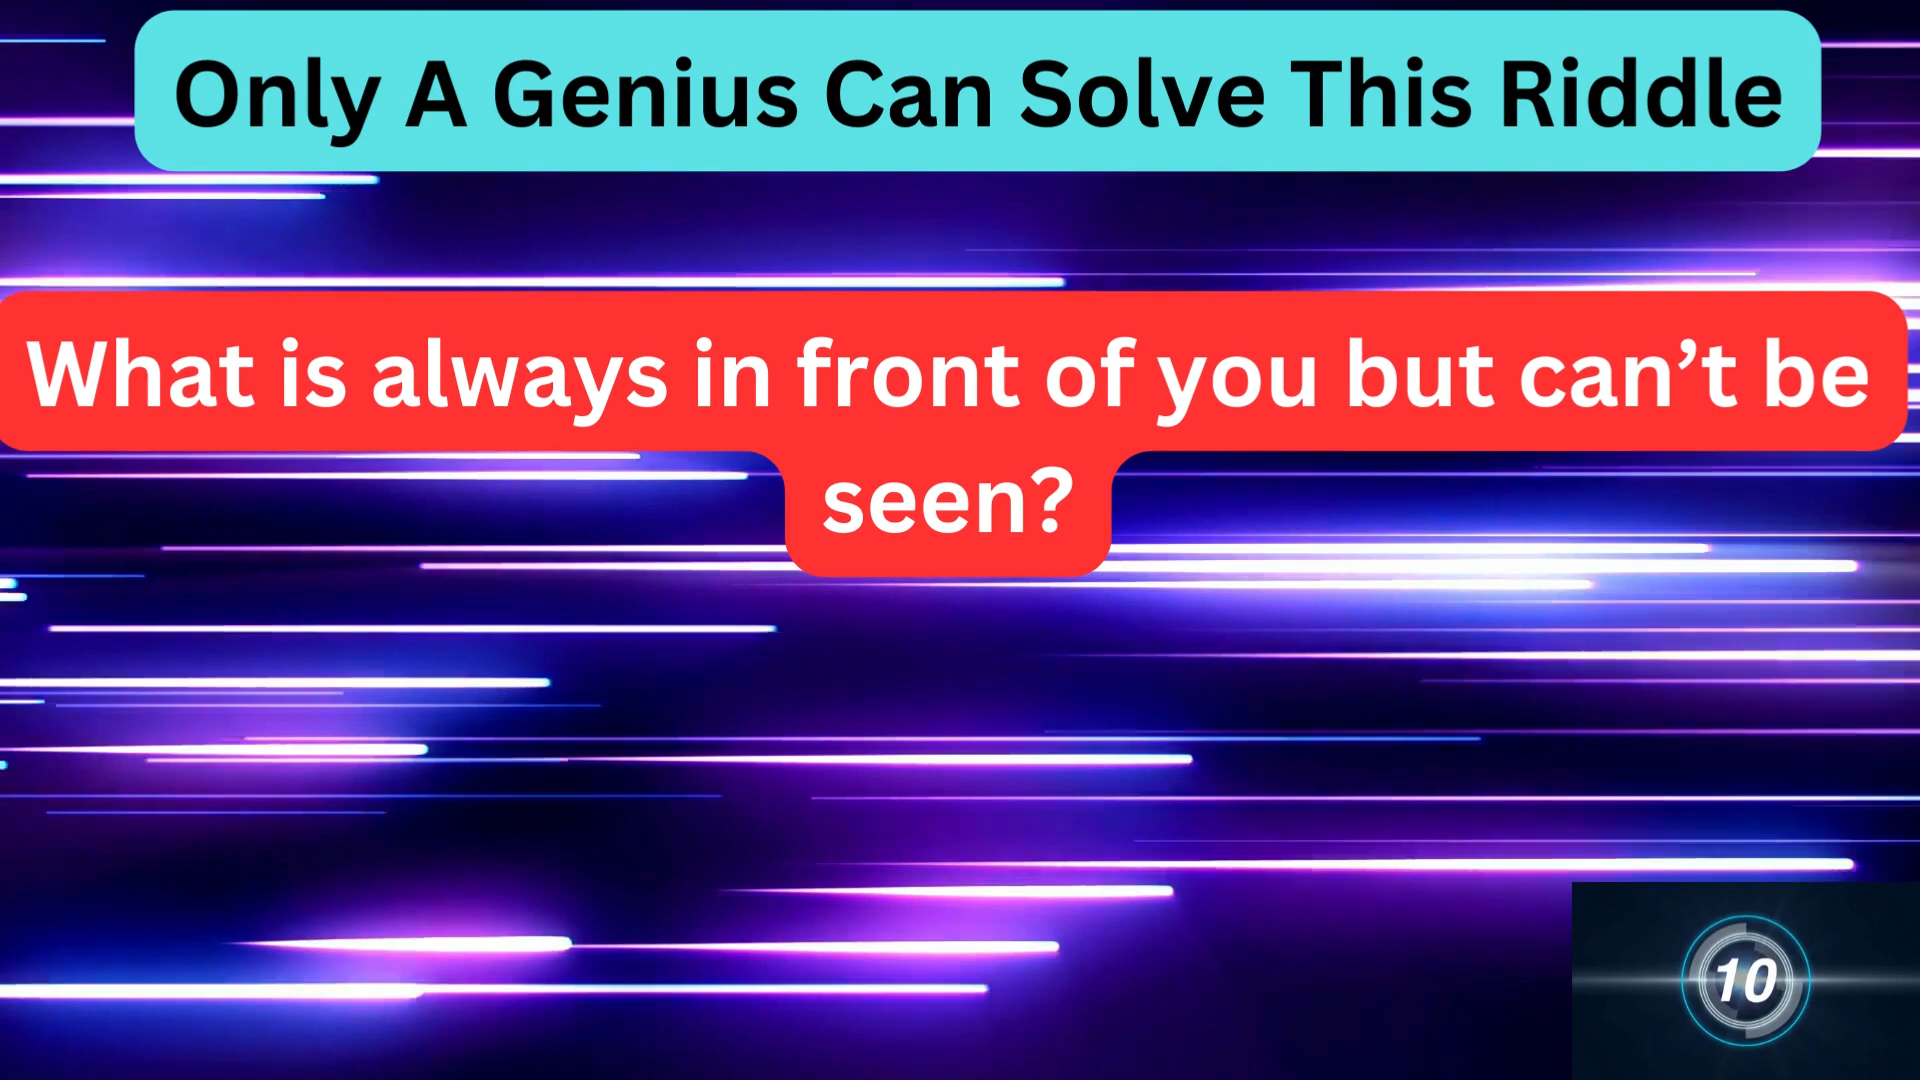 Only A Genius Can Solve This Riddle
What is always in front of you but can’t be
seen?
10